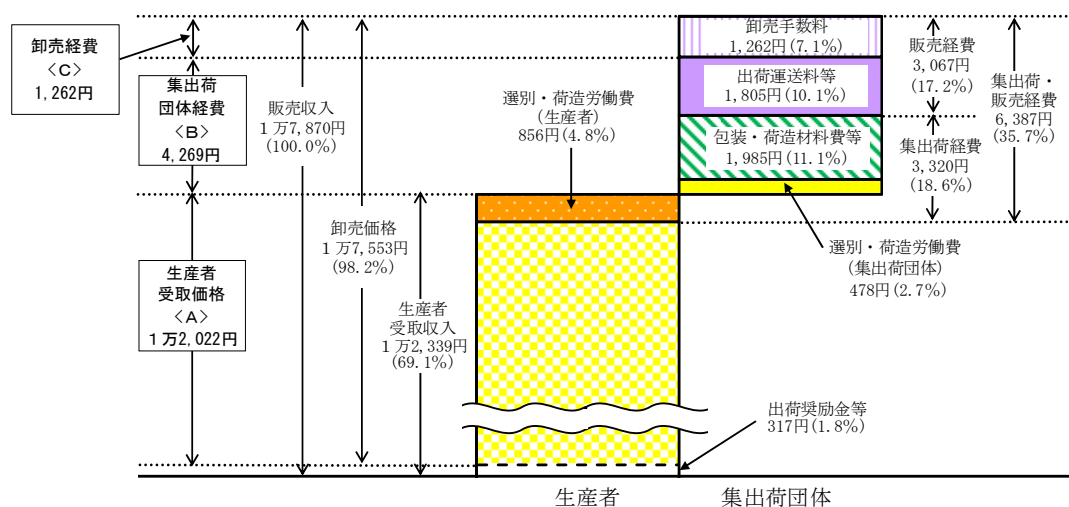 卸売経費
<C>
1,262円
集出荷
団体経費
<B>
4,269円
生産者
受取価格
<A>
1万2,022円
販売収入
1万7,870円
(100.0%)
卸売価格
1万7,553円
(98.2%)
生産者
受取収入
1万2,339円
(69.1%)
選別・荷造労働費
(生産者)
856円(4.8%)
卸売手数料
1,262円(7.1%)
出荷運送料等
1,805円(10.1%)
包装・荷造材料費等
1,985円(11.1%)
販売経費
3,067円
(17.2%)
集出荷経費
3,320円
(18.6%)
集出荷・
販売経費
6,387円
(35.7%)
選別・荷造労働費
(集出荷団体)
478円(2.7%)
出荷奨励金等
317円(1.8%)
生産者
集出荷団体